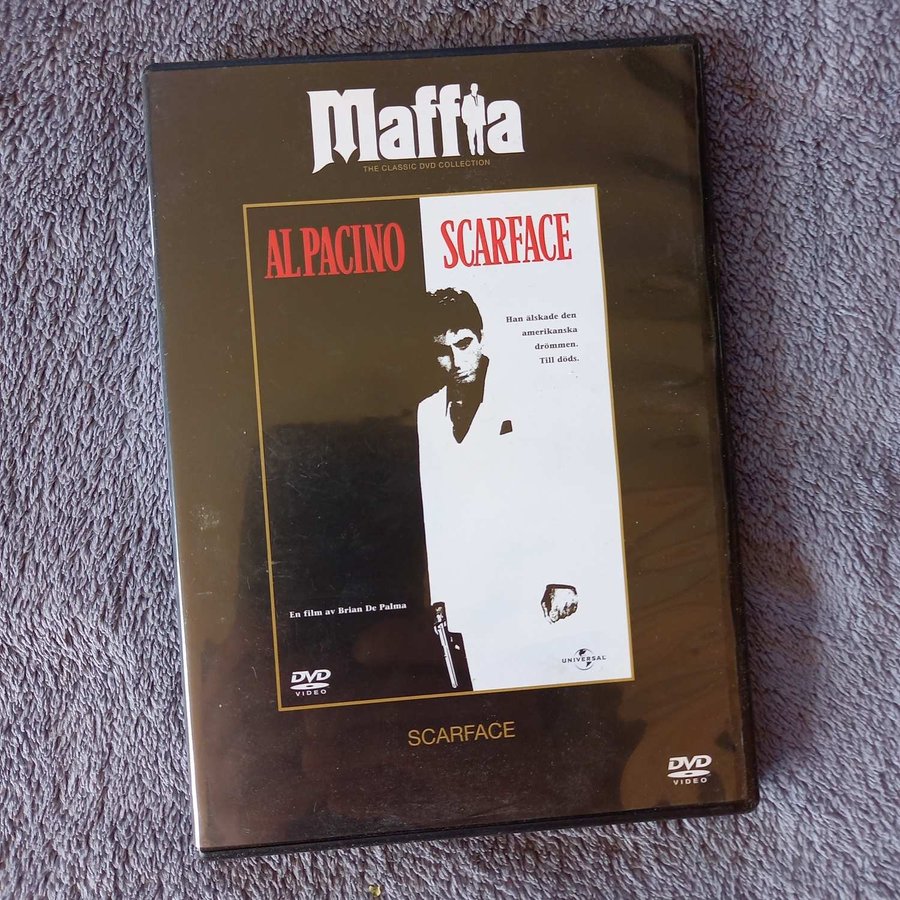 Maffia
THE CLASSIC DVD COLLECTION
AL PACINO SCARFACE
Han älskade den
amerikanska
drömmen.
Till döds.
En film av Brian De Palma
DVD
VIDEO
UNIVERSAL
SCARFACE
DVD
VIDEO